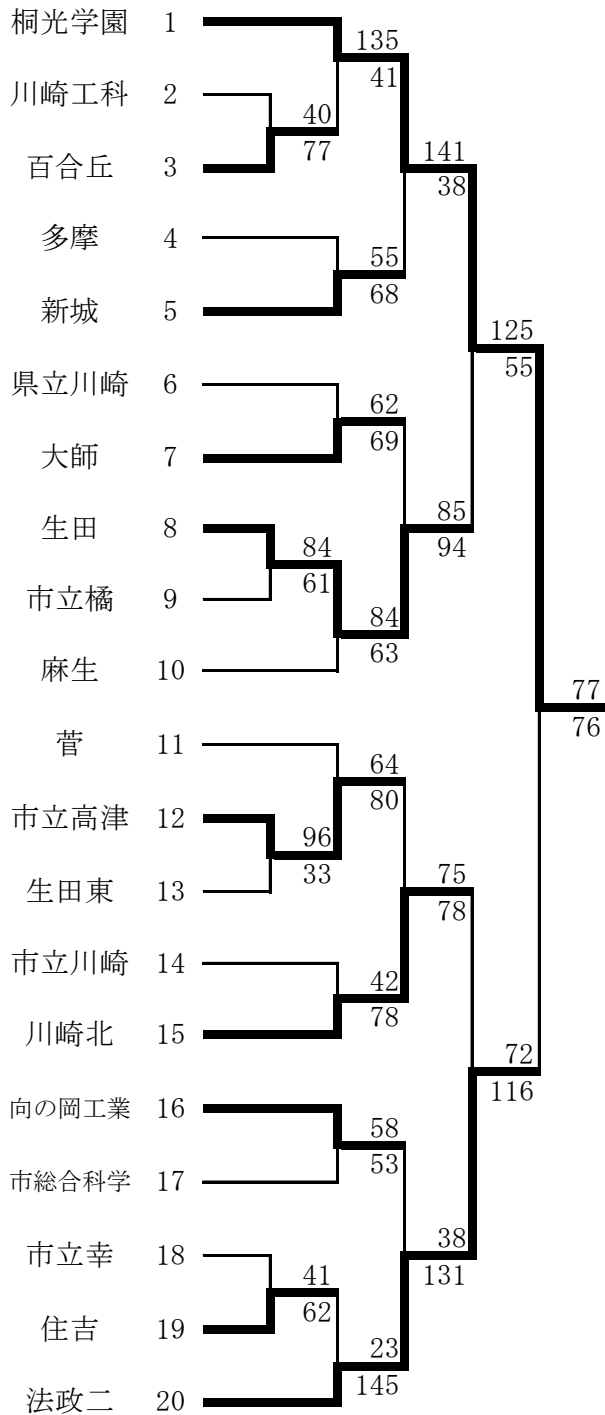 桐光学園 1
135
41
川崎工科 2
40
77
百合丘 3
141
38
多摩 4
55
68
新城 5
125
55
県立川崎 6
62
69
大師 7
生田 8
85
94
84
61
市立橘 9
84
63
麻生 10
77
76
菅 11
64
80
市立高津 12
96
33
生田東 13
75
78
市立川崎 14
42
78
川崎北 15
72
116
向の岡工業 16
58
53
市総合科学 17
市立幸 18
38
131
41
62
住吉 19
23
145
法政二 20